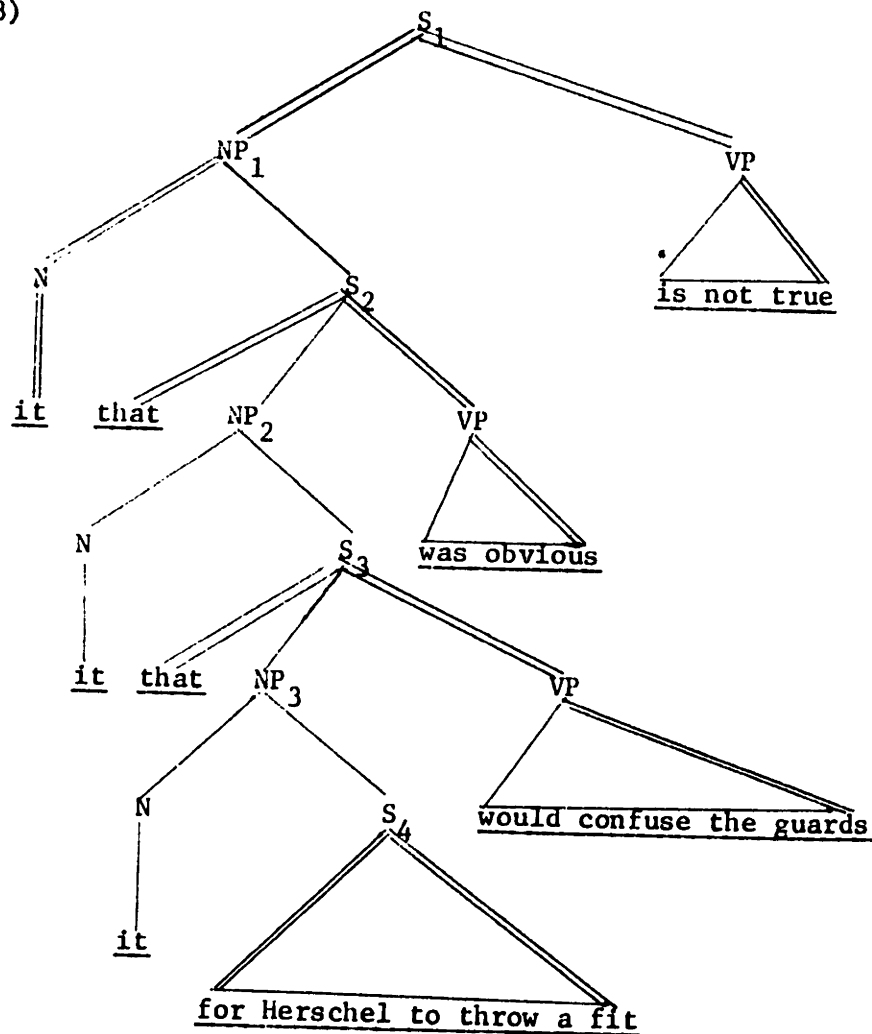 8)
S1
NP1 VP
N S2 is not true
it that NP2 VP
N S3 was obvious
it that NP3 VP
N S4 would confuse the guards
it
for Herschel to throw a fit